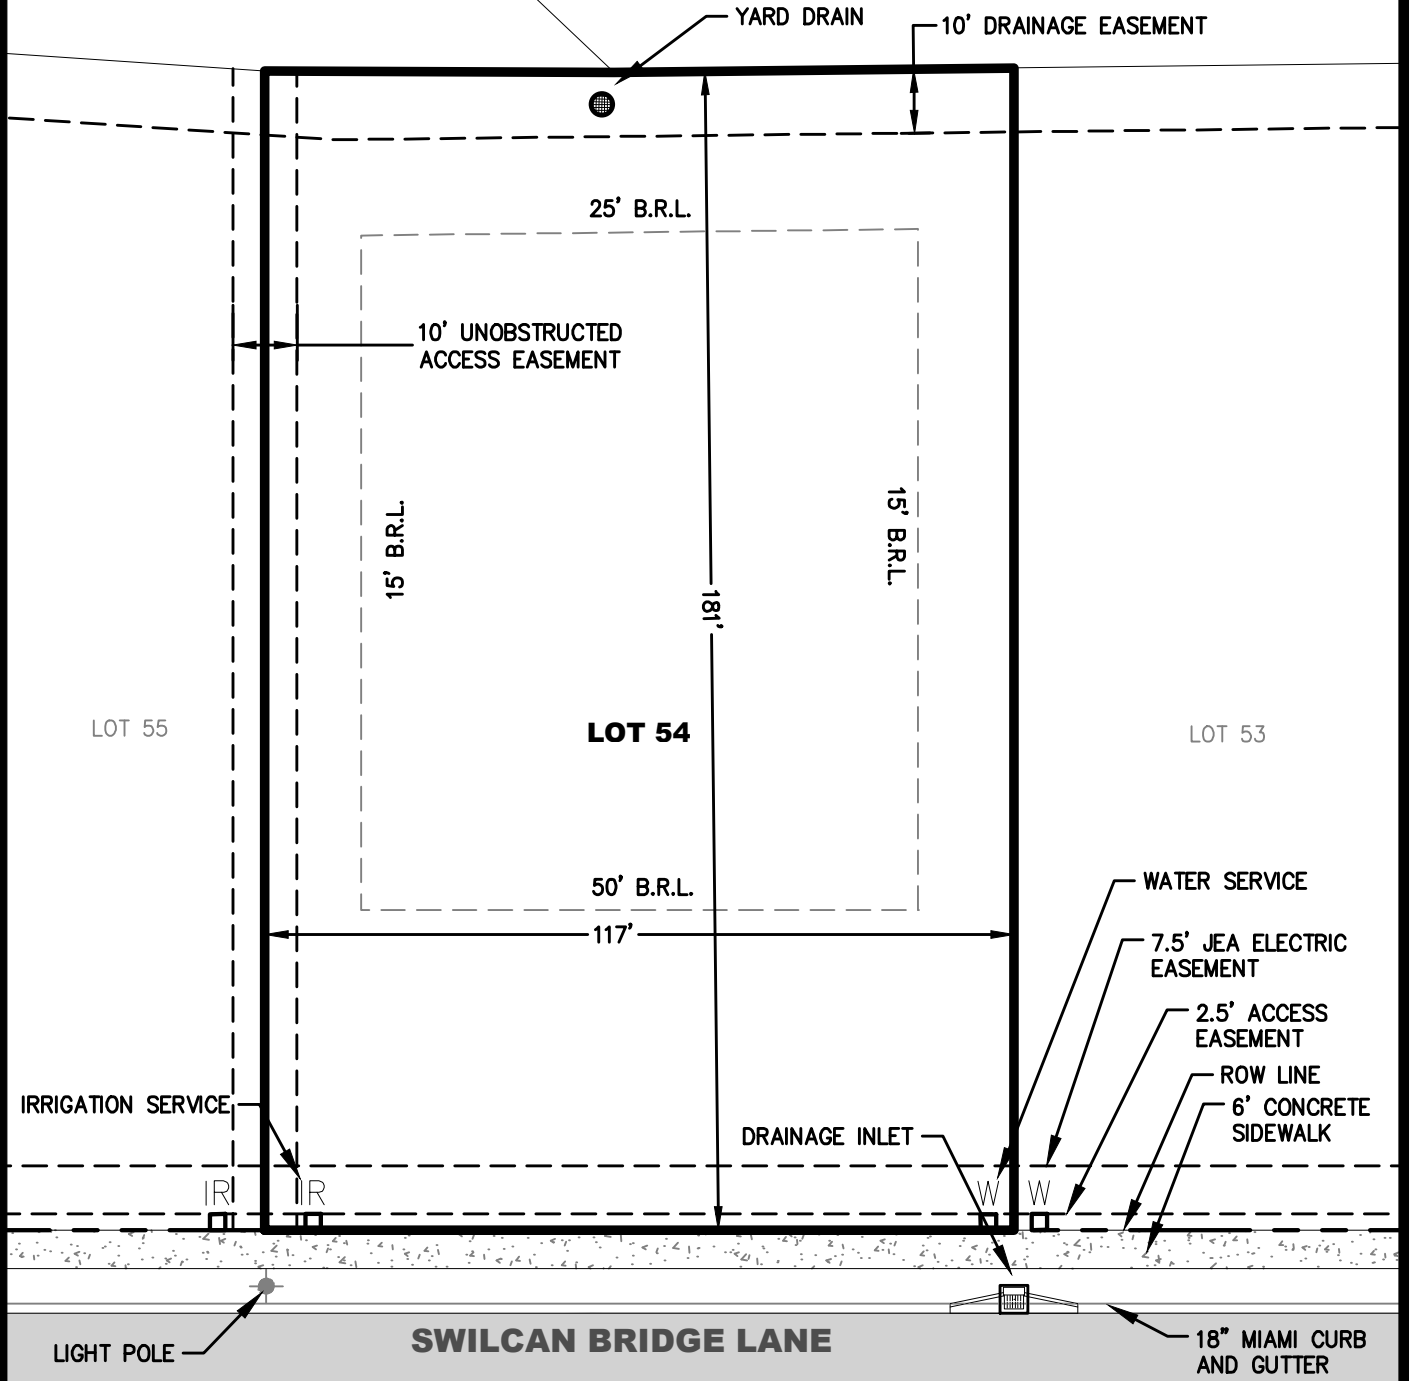 YARD DRAIN
10' DRAINAGE EASEMENT
25' B.R.L.
10' UNOBSTRUCTED
ACCESS EASEMENT
15' B.R.L.
15' B.R.L.
181'
LOT 55
LOT 54
LOT 53
50' B.R.L.
WATER SERVICE
117'
7.5' JEA ELECTRIC
EASEMENT
2.5' ACCESS
EASEMENT
ROW LINE
IRRIGATION SERVICE
6' CONCRETE
SIDEWALK
DRAINAGE INLET
IR
IR
W
W
SWILCAN BRIDGE LANE
LIGHT POLE
18" MIAMI CURB
AND GUTTER